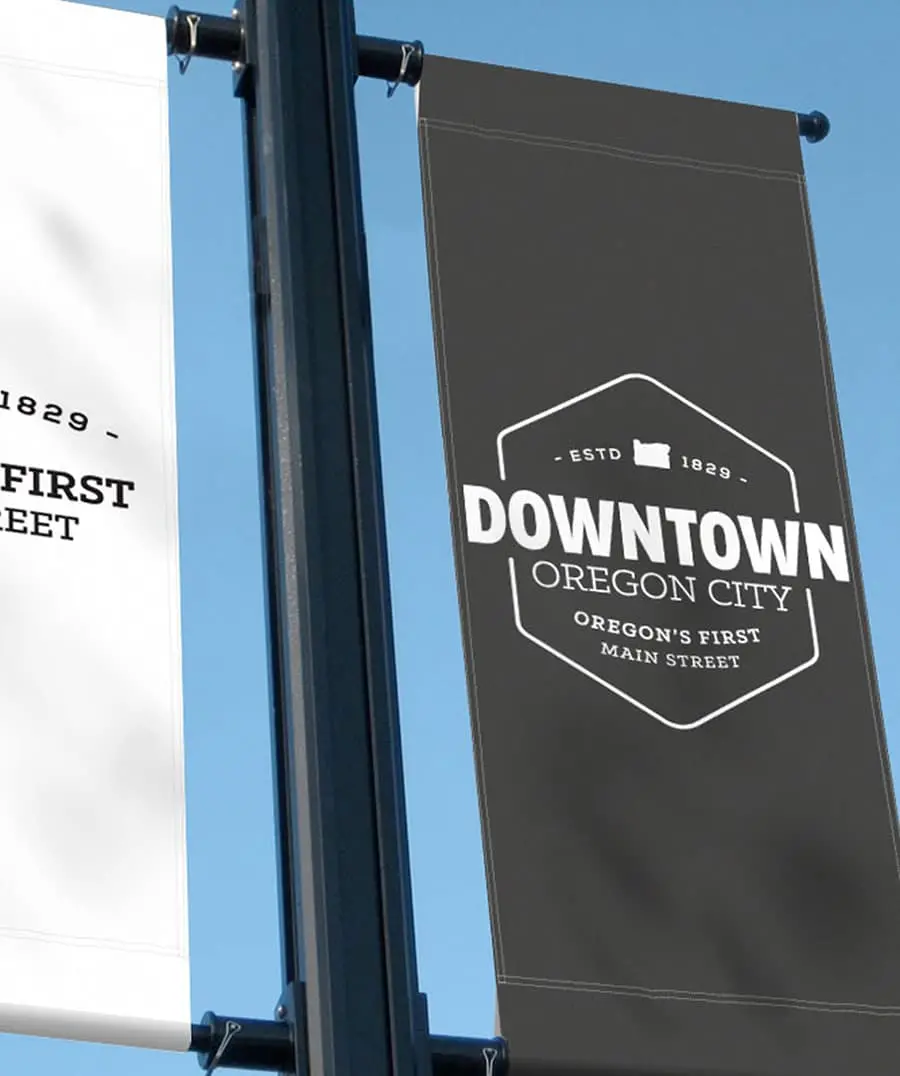 1829 -
FIRST
REET
- ESTD 1829 -
DOWNTOWN
OREGON CITY
OREGON'S FIRST
MAIN STREET